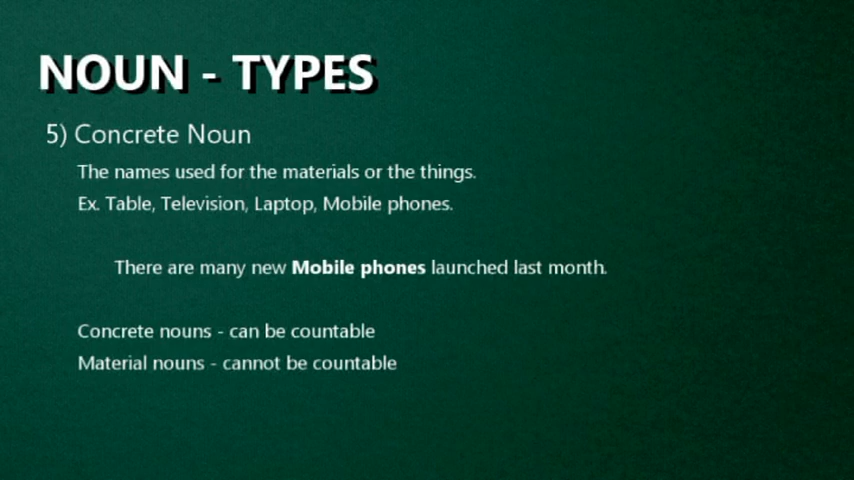 NOUN - TYPES
5) Concrete Noun
The names used for the materials or the things.
Ex. Table, Television, Laptop, Mobile phones.
There are many new Mobile phones launched last month.
Concrete nouns - can be countable
Material nouns - cannot be countable